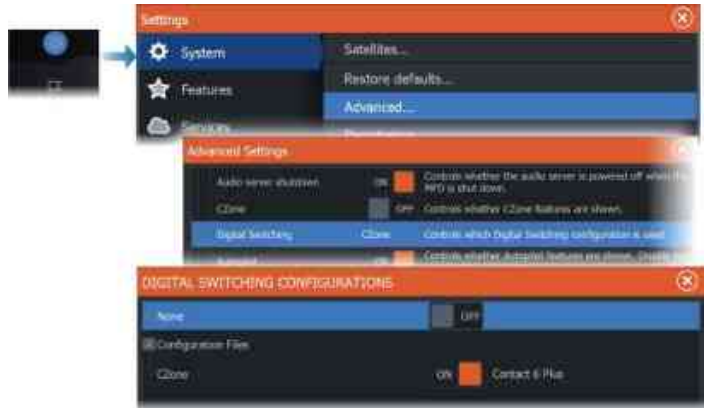 Settings
System
Satellites...
Features
Restore defaults...
Advanced...
Services
Advanced Settings
Audio server shutdown ON Controls whether the audio server is powered off when the
MFD is shut down.
CZone OFF Controls whether CZone features are shown.
Digital Switching CZone Controls which Digital Switching configuration is used
ON Controls whether Autopilot features are shown.
DIGITAL SWITCHING CONFIGURATIONS
None OFF
Configuration Files
CZone ON Contact 6 Plus